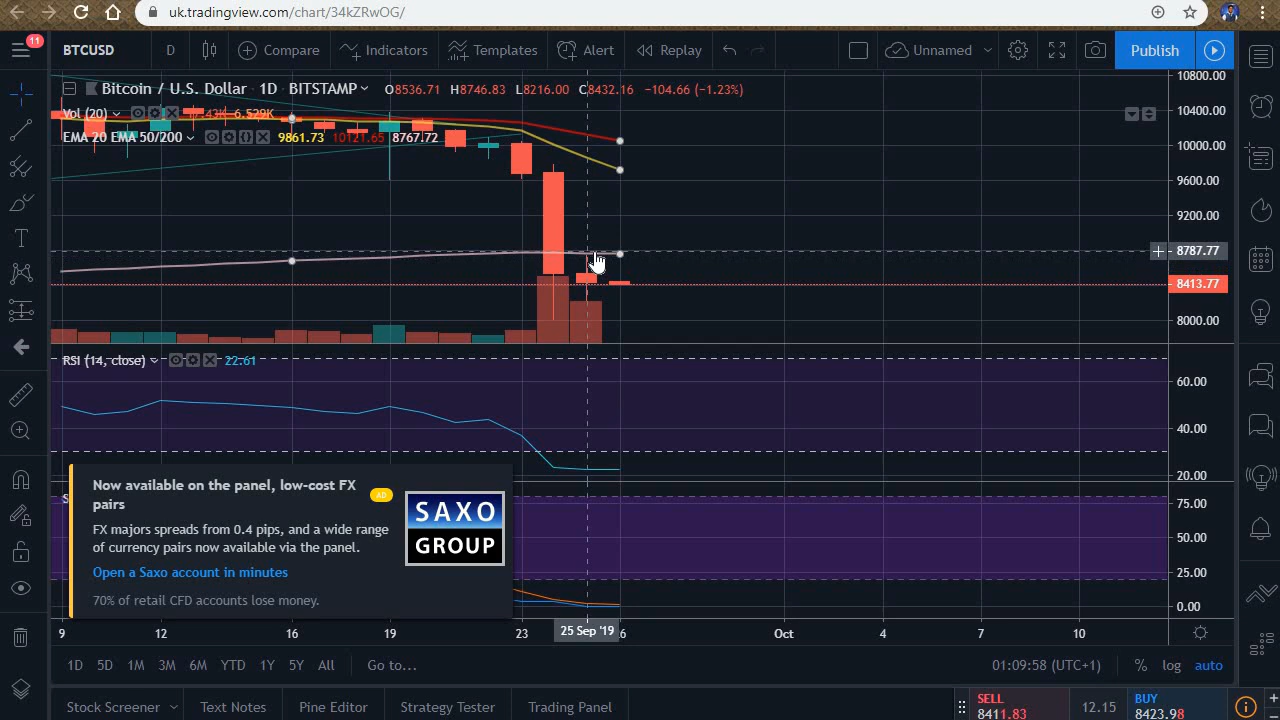 uk.tradingview.com/chart/34kZRwOG/
11
BTCUSD D Compare Indicators Templates Alert Replay Unnamed Publish
Bitcoin / U.S. Dollar 1D BITSTAMP O8536.71 H8746.83 L8216.00 C8432.16 −104.66 (−1.23%)
Vol (20) 7.43K 6.529K
EMA 20 EMA 50/200 9861.73 10121.65 8767.72
10800.00
10400.00
10000.00
9600.00
9200.00
8787.77
8413.77
8000.00
RSI (14, close) 22.61
60.00
40.00
20.00
75.00
50.00
25.00
0.00
Now available on the panel, low-cost FX
pairs
AD
FX majors spreads from 0.4 pips, and a wide range
of currency pairs now available via the panel.
Open a Saxo account in minutes
70% of retail CFD accounts lose money.
SAXO
GROUP
9 12 16 19 23 25 Sep '19 6 Oct 4 7 10
1D 5D 1M 3M 6M YTD 1Y 5Y All Go to... 01:09:58 (UTC+1) % log auto
Stock Screener Text Notes Pine Editor Strategy Tester Trading Panel
SELL
8411.83
12.15
BUY
8423.98